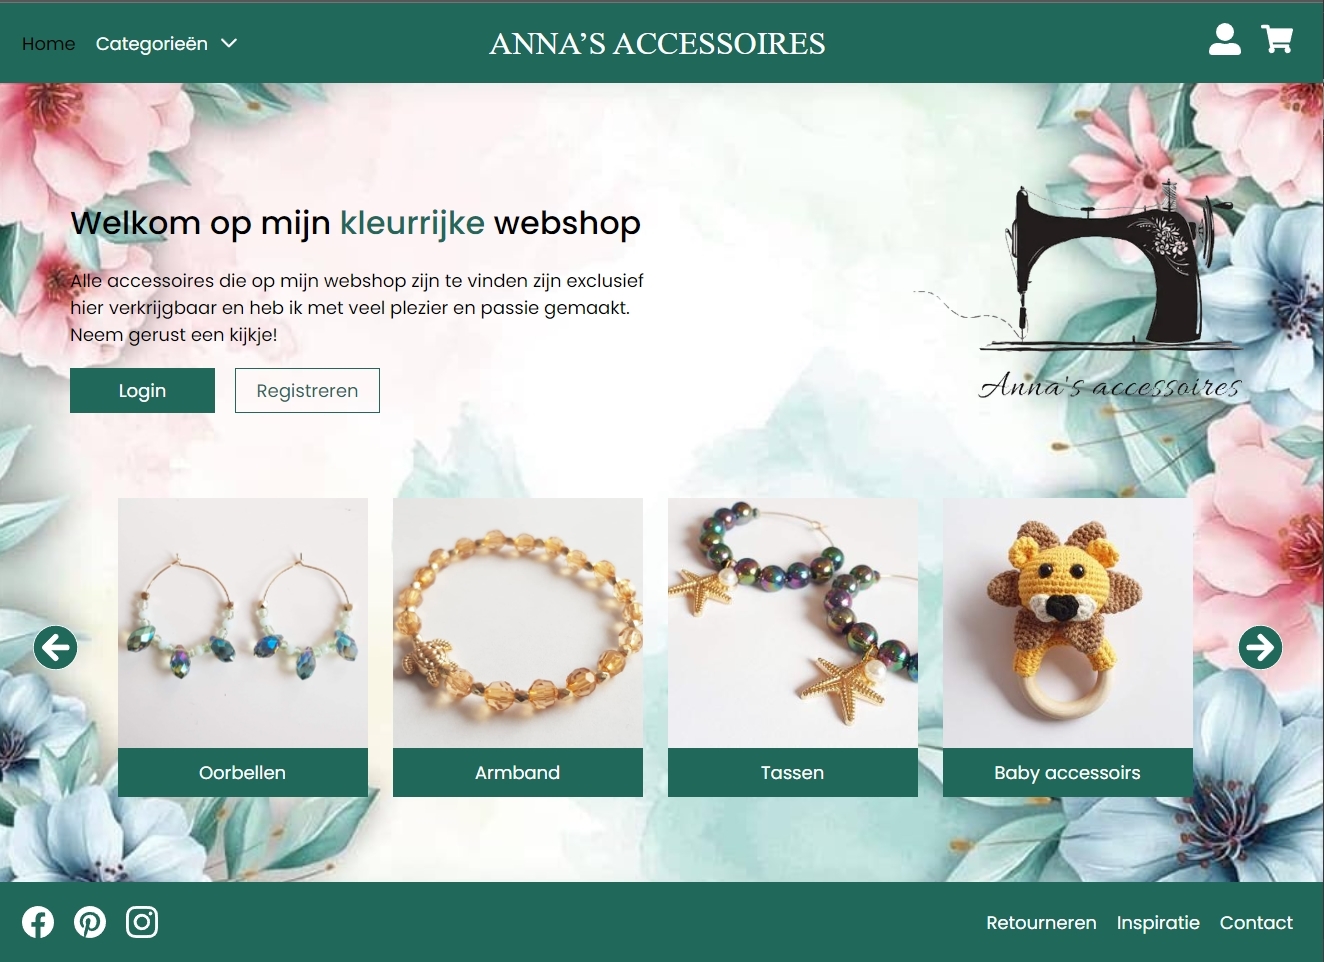 Home
Categorieën
ANNA’S ACCESSOIRES
Welkom op mijn kleurrijke webshop
Alle accessoires die op mijn webshop zijn te vinden zijn exclusief
hier verkrijgbaar en heb ik met veel plezier en passie gemaakt.
Neem gerust een kijkje!
Login
Registreren
Anna's accessoires
Oorbellen
Armband
Tassen
Baby accessoirs
Retourneren
Inspiratie
Contact